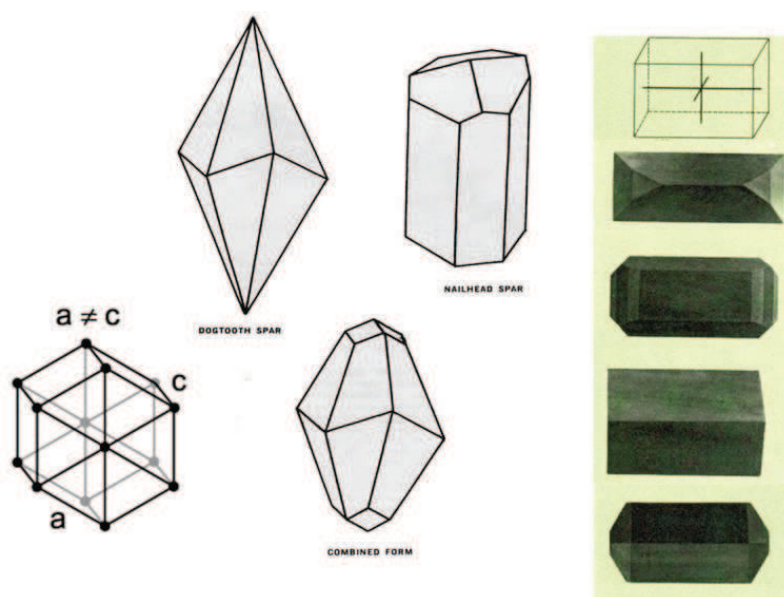 NAILHEAD SPAR
DOGTOOTH SPAR
a ≠ c
c
a
COMBINED FORM